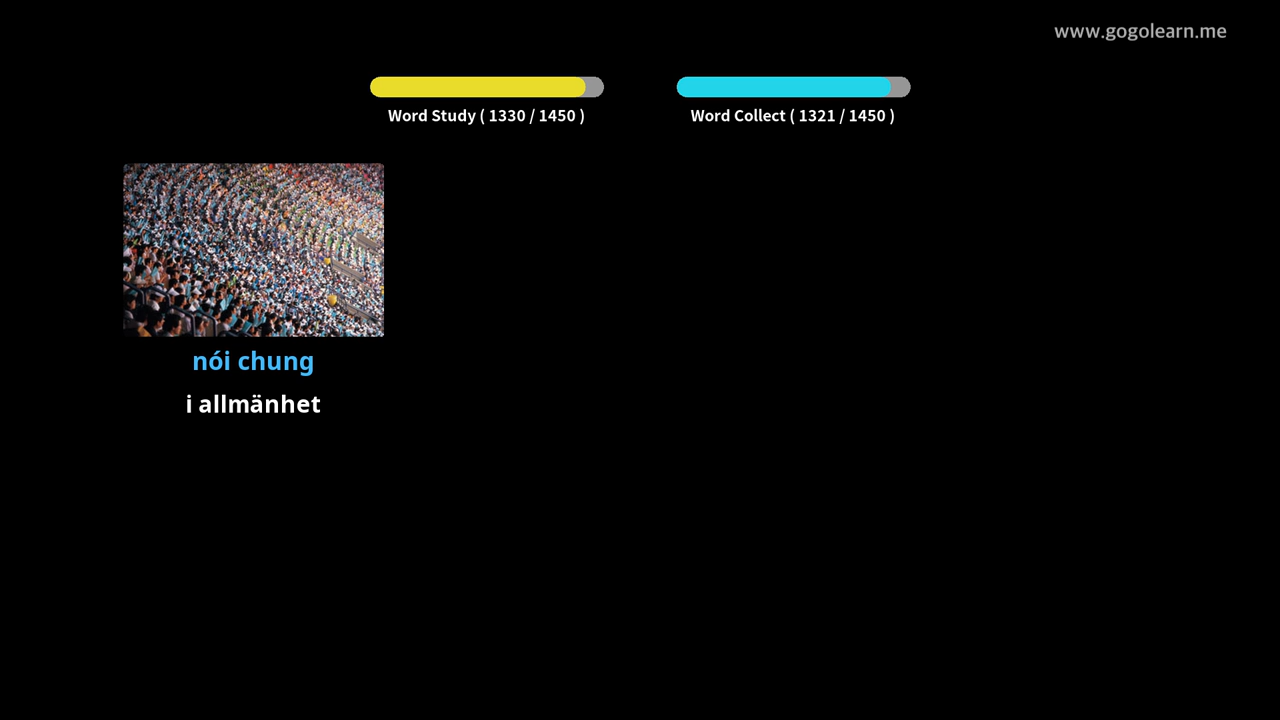 www.gogolearn.me
Word Study ( 1330 / 1450 )
Word Collect ( 1321 / 1450 )
nói chung
i allmänhet